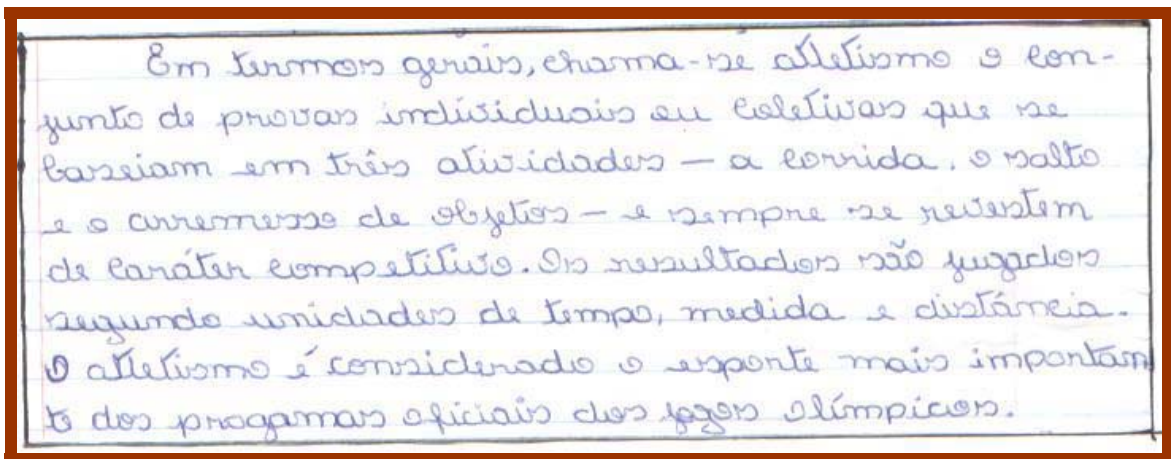 Em termos gerais, chama-se atletismo o con-
junto de provas individuais ou coletivas que se
baseiam em três atividades — a corrida, o salto
e o arremesso de objetos — e sempre se revestem
de caráter competitivo. Os resultados são jugados
segundo unidades de tempo, medida e distância.
O atletismo é considerado o esporte mais importan
te dos progamas oficiais dos jogos olímpicos.